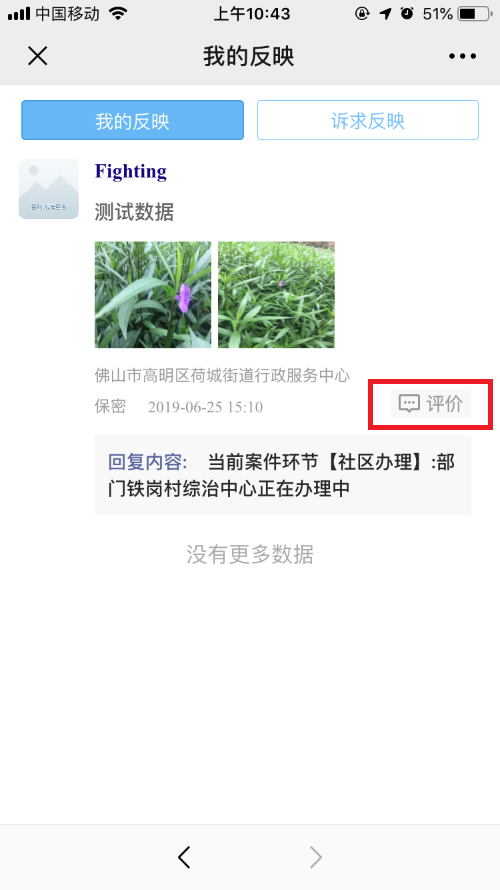 中国移动
上午10:43
51%
我的反映
我的反映
诉求反映
Fighting
测试数据
佛山市高明区荷城街道行政服务中心
保密 2019-06-25 15:10
评价
回复内容: 当前案件环节【社区办理】:部
门铁岗村综治中心正在办理中
没有更多数据